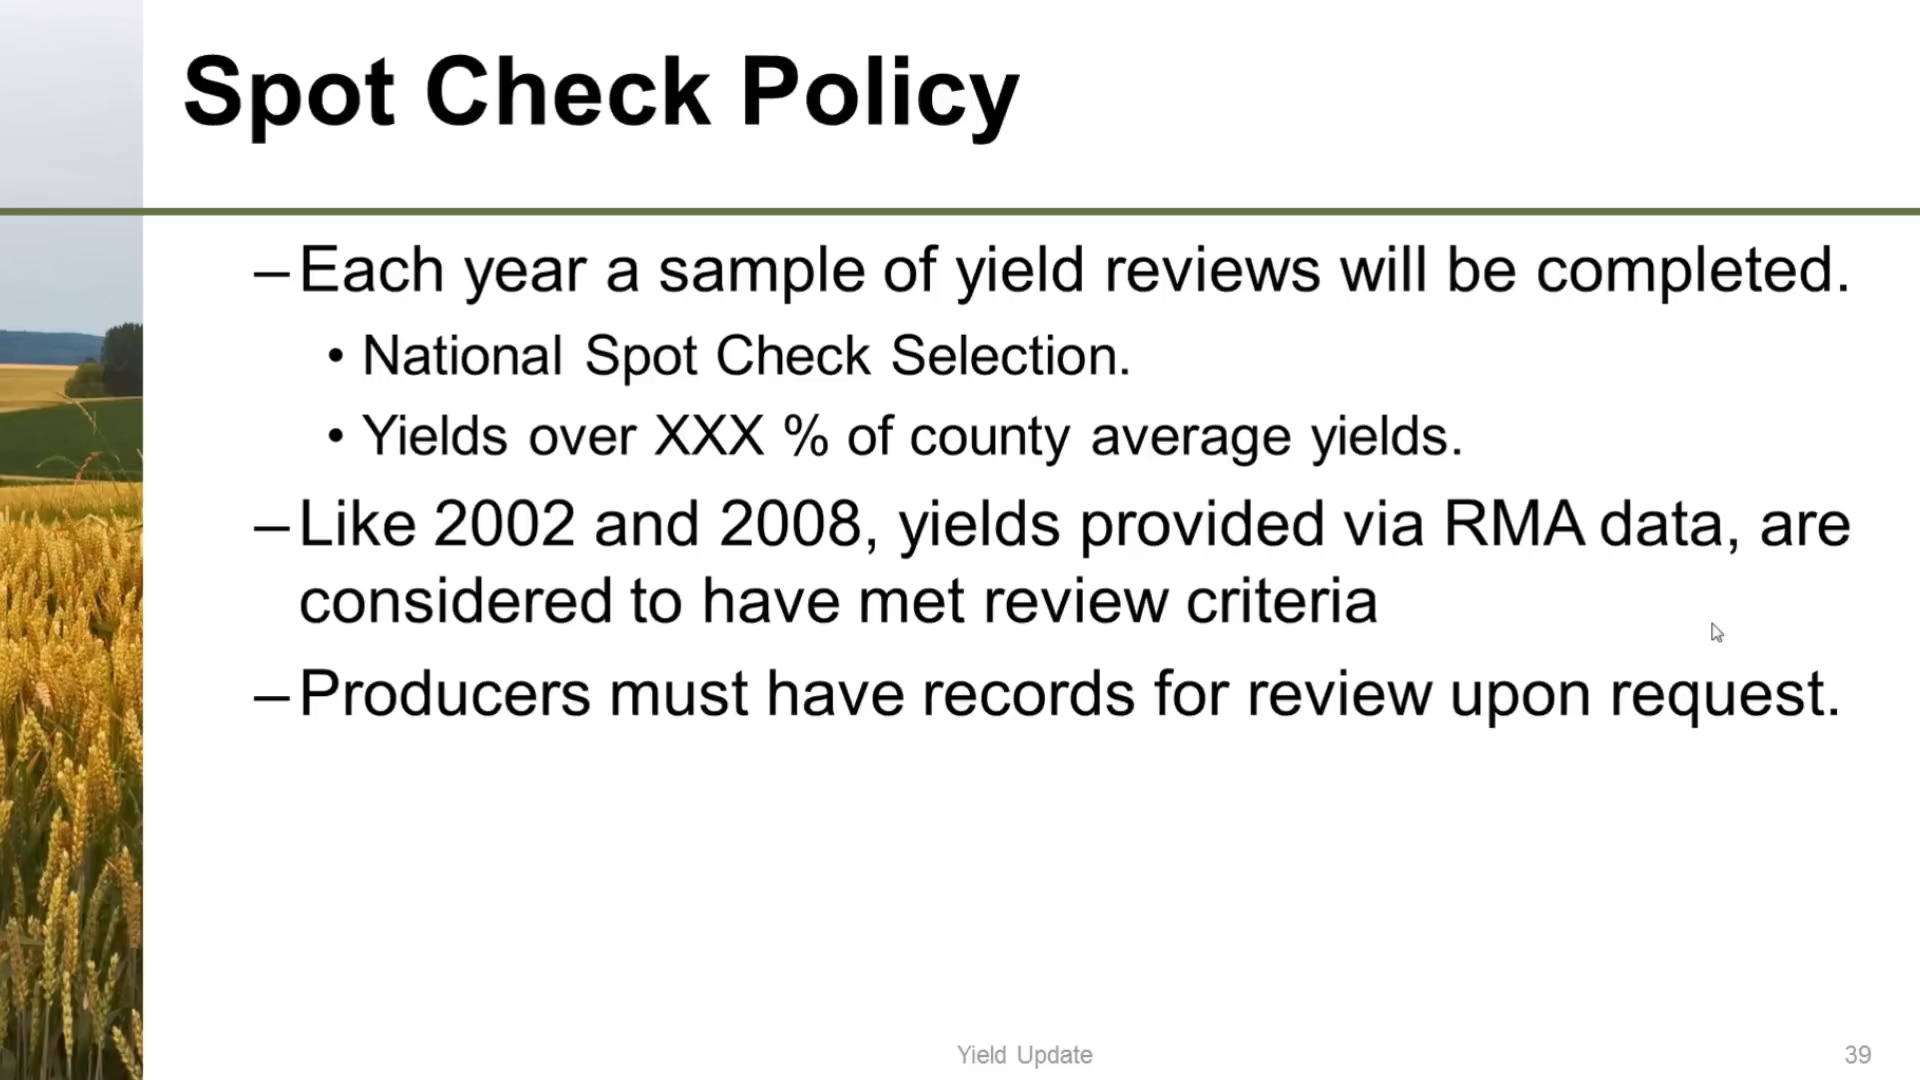 Spot Check Policy
–Each year a sample of yield reviews will be completed.
• National Spot Check Selection.
• Yields over XXX % of county average yields.
–Like 2002 and 2008, yields provided via RMA data, are
considered to have met review criteria
–Producers must have records for review upon request.
Yield Update
39